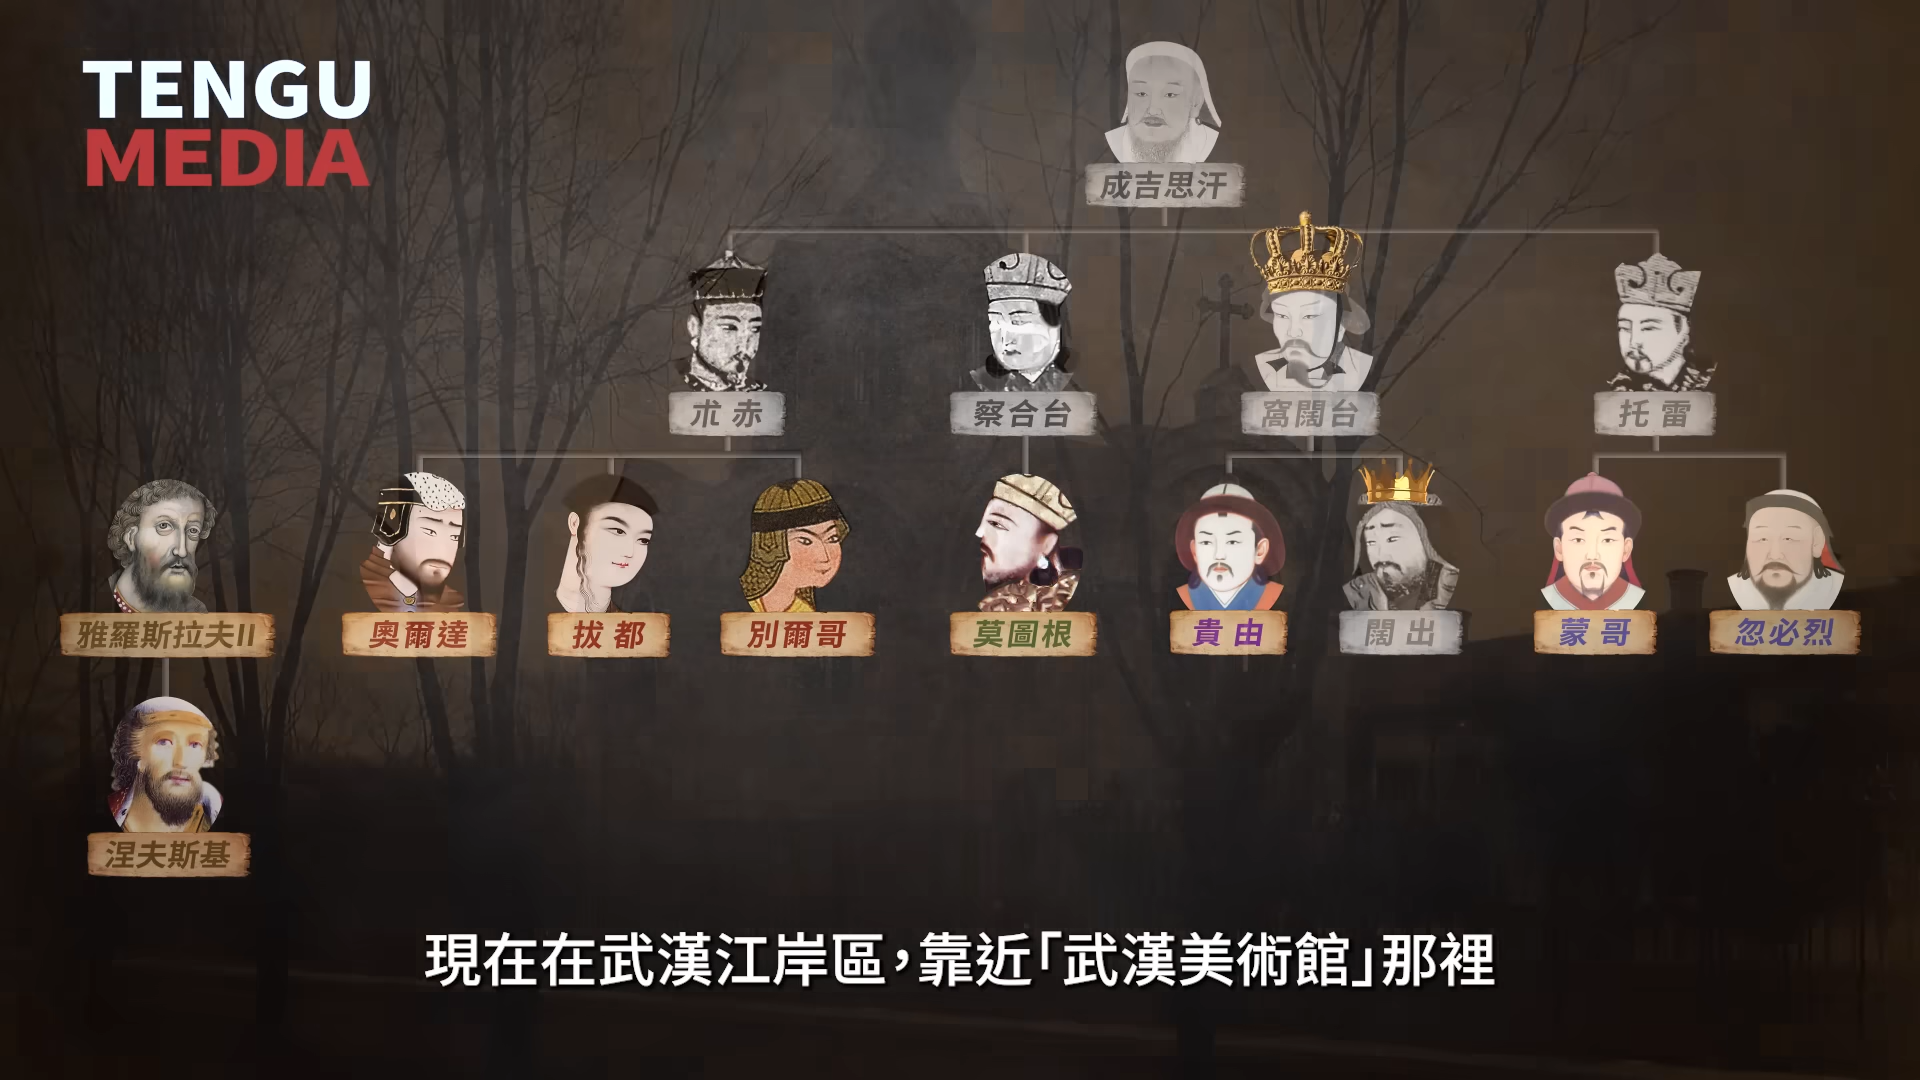 TENGU
MEDIA
成吉思汗
朮赤
察合台
窩闊台
托雷
雅羅斯拉夫II
奧爾達
拔都
別爾哥
莫圖根
貴由
闊出
蒙哥
忽必烈
涅夫斯基
現在在武漢江岸區,靠近「武漢美術館」那裡